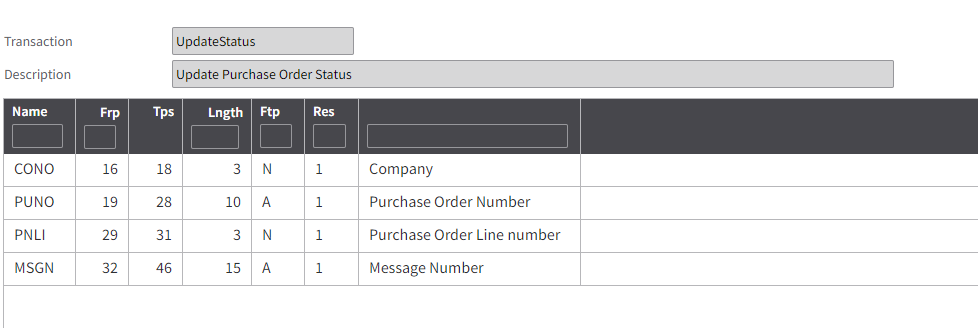 Transaction UpdateStatus
Description Update Purchase Order Status
Name Frp Tps Lngth Ftp Res
CONO 16 18 3 N 1 Company
PUNO 19 28 10 A 1 Purchase Order Number
PNLI 29 31 3 N 1 Purchase Order Line number
MSGN 32 46 15 A 1 Message Number